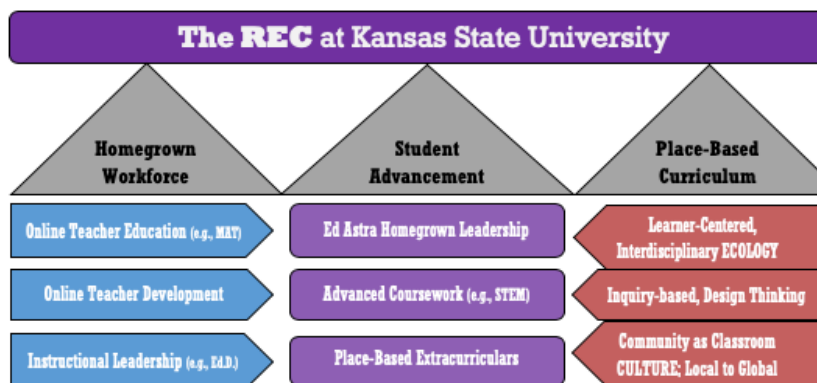 The REC at Kansas State University
Homegrown
Workforce
Student
Advancement
Place-Based
Curriculum
Online Teacher Education (e.g., MAT)
Ed Astra Homegrown Leadership
Learner-Centered,
Interdisciplinary ECOLOGY
Online Teacher Development
Advanced Coursework (e.g., STEM)
Inquiry-based, Design Thinking
Instructional Leadership (e.g., Ed.D.)
Place-Based Extracurriculars
Community as Classroom
CULTURE; Local to Global